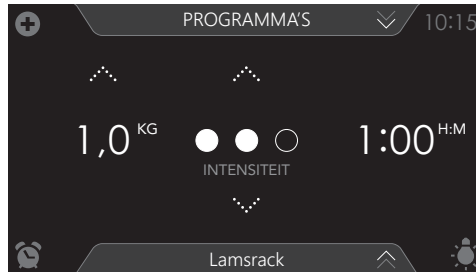 PROGRAMMA'S
10:15
1,0 KG
1:00 H:M
INTENSITEIT
Lamsrack